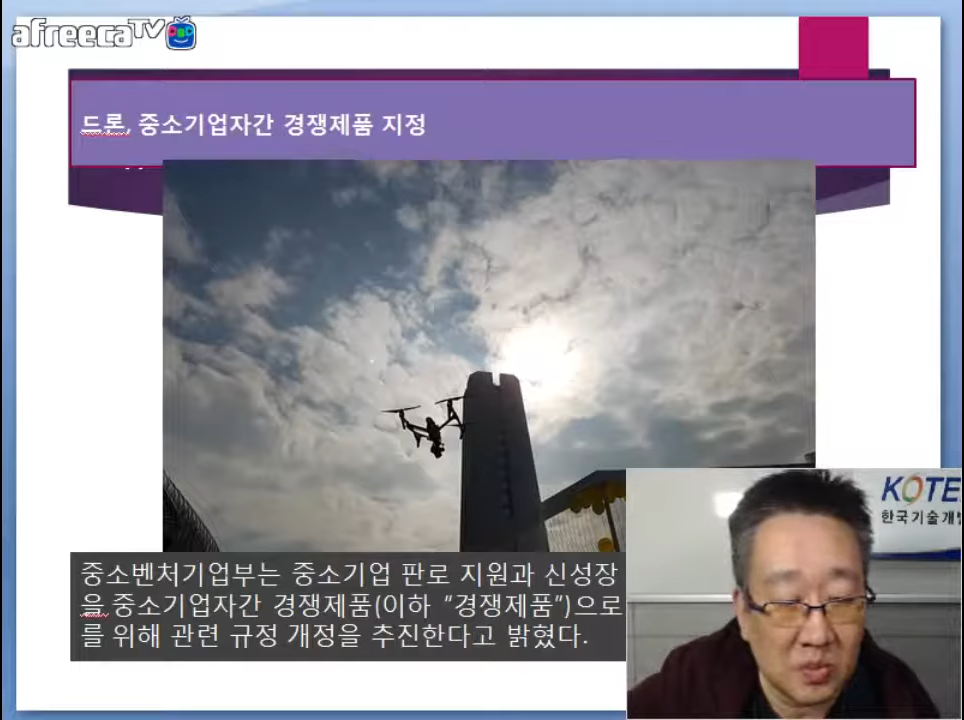 afreecaTV
드론, 중소기업자간 경쟁제품 지정
KOTE
한국기술개발
중소벤처기업부는 중소기업 판로 지원과 신성장
을 중소기업자간 경쟁제품(이하 “경쟁제품”)으로
를 위해 관련 규정 개정을 추진한다고 밝혔다.